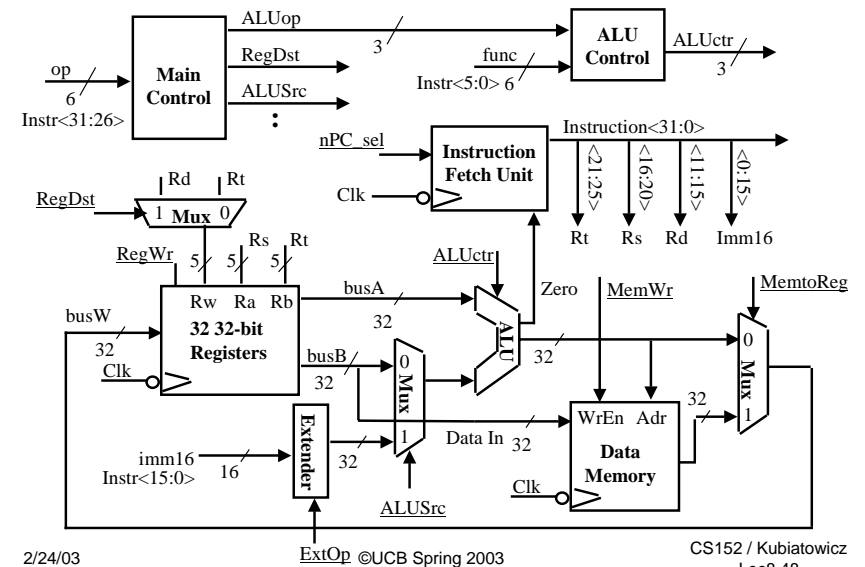 ALUop
3
RegDst
ALUSrc
:
op
6
Instr<31:26>
Main
Control
func
Instr<5:0>
6
ALU
Control
ALUctr
3
nPC_sel
Clk
Instruction
Fetch Unit
Instruction<31:0>
<21:25>
<16:20>
<11:15>
<0:15>
Rt
Rs
Rd
Imm16
Rd
Rt
RegDst
1 Mux 0
RegWr
5
5
5
Rs
Rt
Rw Ra Rb
32 32-bit
Registers
busW
32
Clk
busA
32
busB
32
ALUctr
ALU
Zero
32
0
Mux
1
ALUSrc
imm16
Instr<15:0>
16
Extender
32
ExtOp
Data In
32
MemWr
WrEn Adr
Data
Memory
Clk
32
MemtoReg
0
Mux
1
2/24/03
©UCB Spring 2003
CS152 / Kubiatowicz
Lec8.48